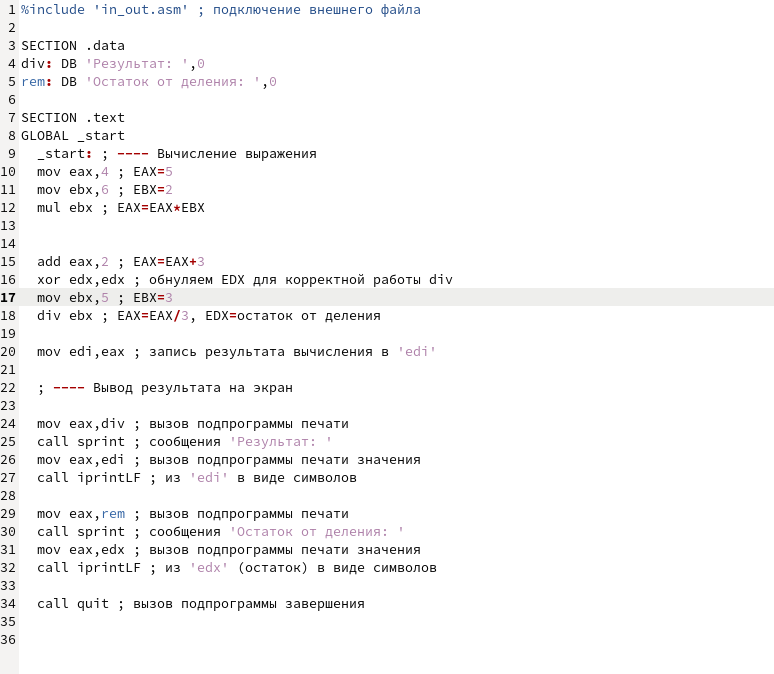 1 %include 'in_out.asm' ; подключение внешнего файла
2
3 SECTION .data
4 div: DB 'Результат: ',0
5 rem: DB 'Остаток от деления: ',0
6
7 SECTION .text
8 GLOBAL _start
9 _start: ; ---- Вычисление выражения
10 mov eax,4 ; EAX=5
11 mov ebx,6 ; EBX=2
12 mul ebx ; EAX=EAX*EBX
13
14
15 add eax,2 ; EAX=EAX+3
16 xor edx,edx ; обнуляем EDX для корректной работы div
17 mov ebx,5 ; EBX=3
18 div ebx ; EAX=EAX/3, EDX=остаток от деления
19
20 mov edi,eax ; запись результата вычисления в 'edi'
21
22 ; ---- Вывод результата на экран
23
24 mov eax,div ; вызов подпрограммы печати
25 call sprint ; сообщения 'Результат: '
26 mov eax,edi ; вызов подпрограммы печати значения
27 call iprintLF ; из 'edi' в виде символов
28
29 mov eax,rem ; вызов подпрограммы печати
30 call sprint ; сообщения 'Остаток от деления: '
31 mov eax,edx ; вызов подпрограммы печати значения
32 call iprintLF ; из 'edx' (остаток) в виде символов
33
34 call quit ; вызов подпрограммы завершения
35
36